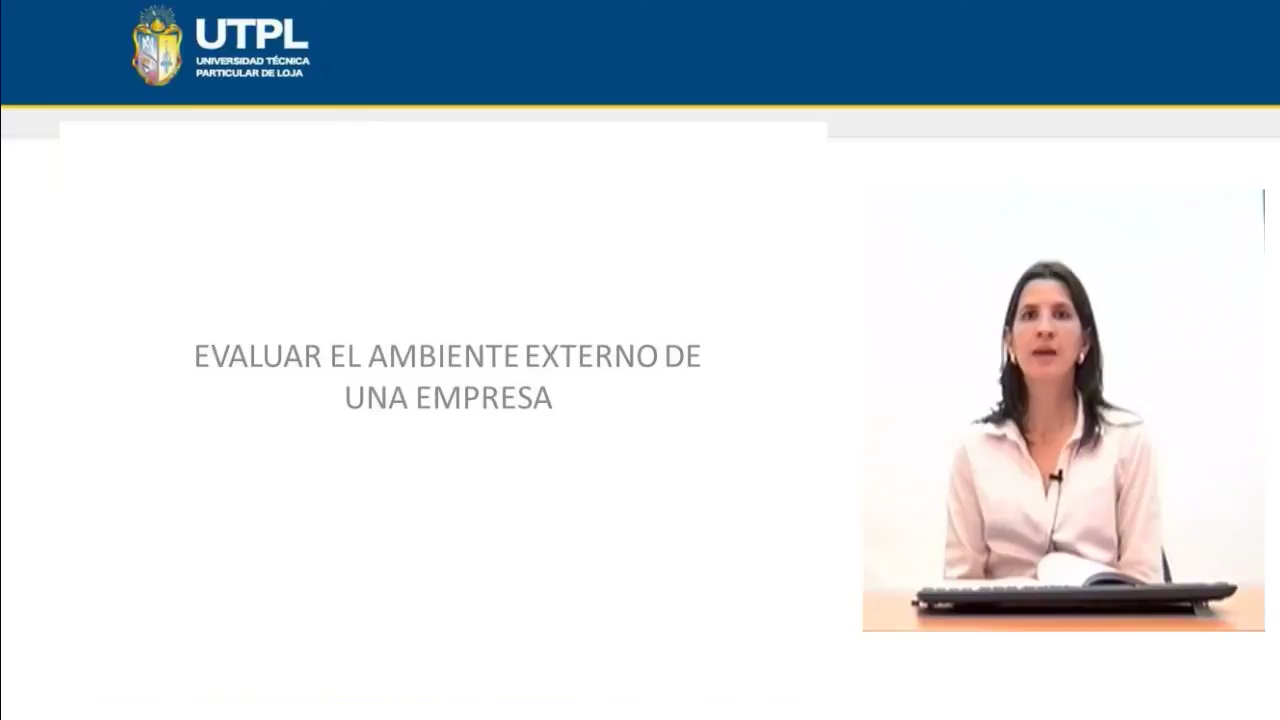 UTPL
UNIVERSIDAD TÉCNICA
PARTICULAR DE LOJA
EVALUAR EL AMBIENTE EXTERNO DE
UNA EMPRESA